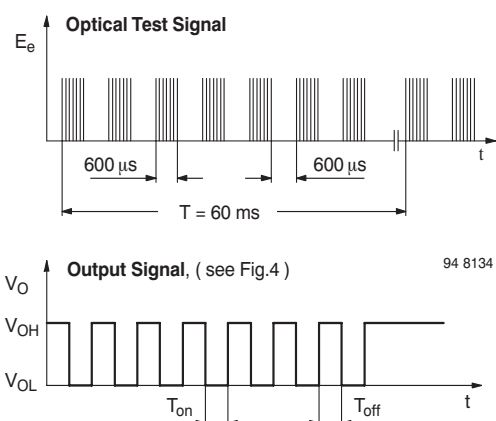 Optical Test Signal
Ee
600 μs
600 μs
t
T = 60 ms
94 8134
Output Signal, ( see Fig.4 )
VO
VOH
VOL
Ton
Toff
t